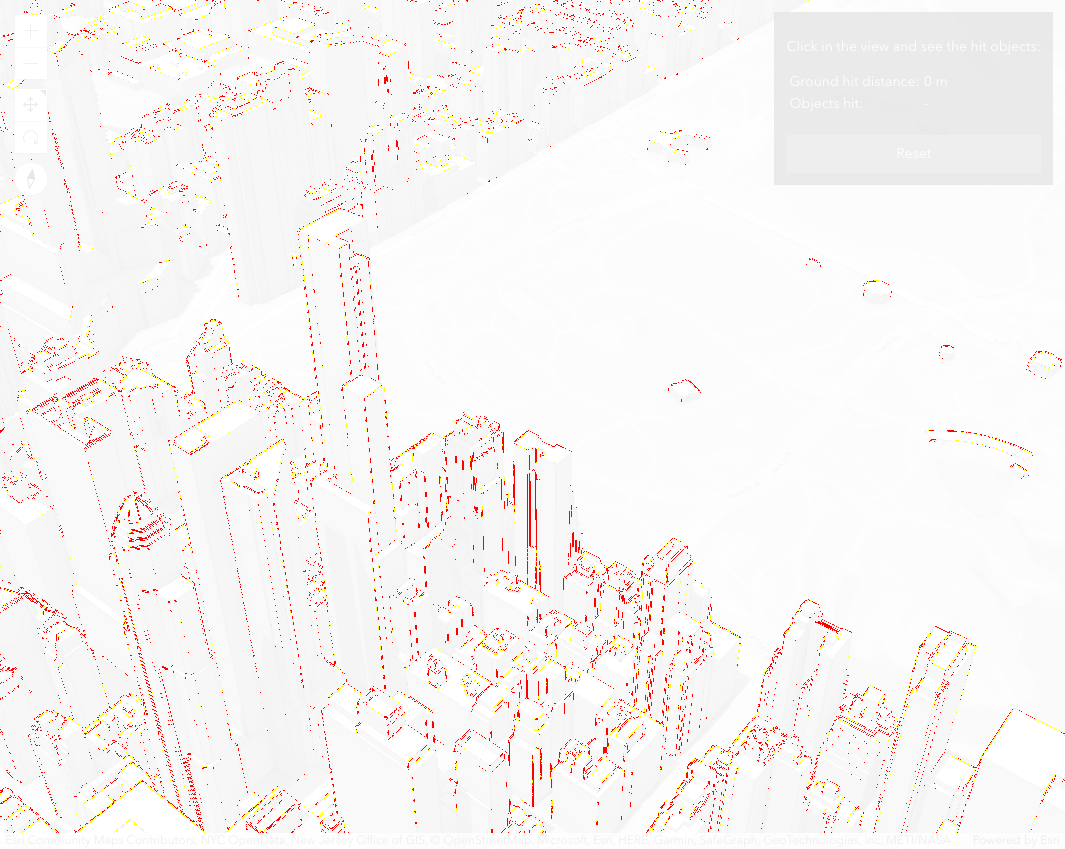 Click in the view and see the hit objects:
Ground hit distance: 0 m
Objects hit: -
Reset
Esri Community Maps Contributors, NYC OpenData, New Jersey Office of GIS, © OpenStreetMap, Microsoft, Esri, HERE, Garmin, SafeGraph, GeoTechnologies, Inc, METI/NASA
Powered by Esri